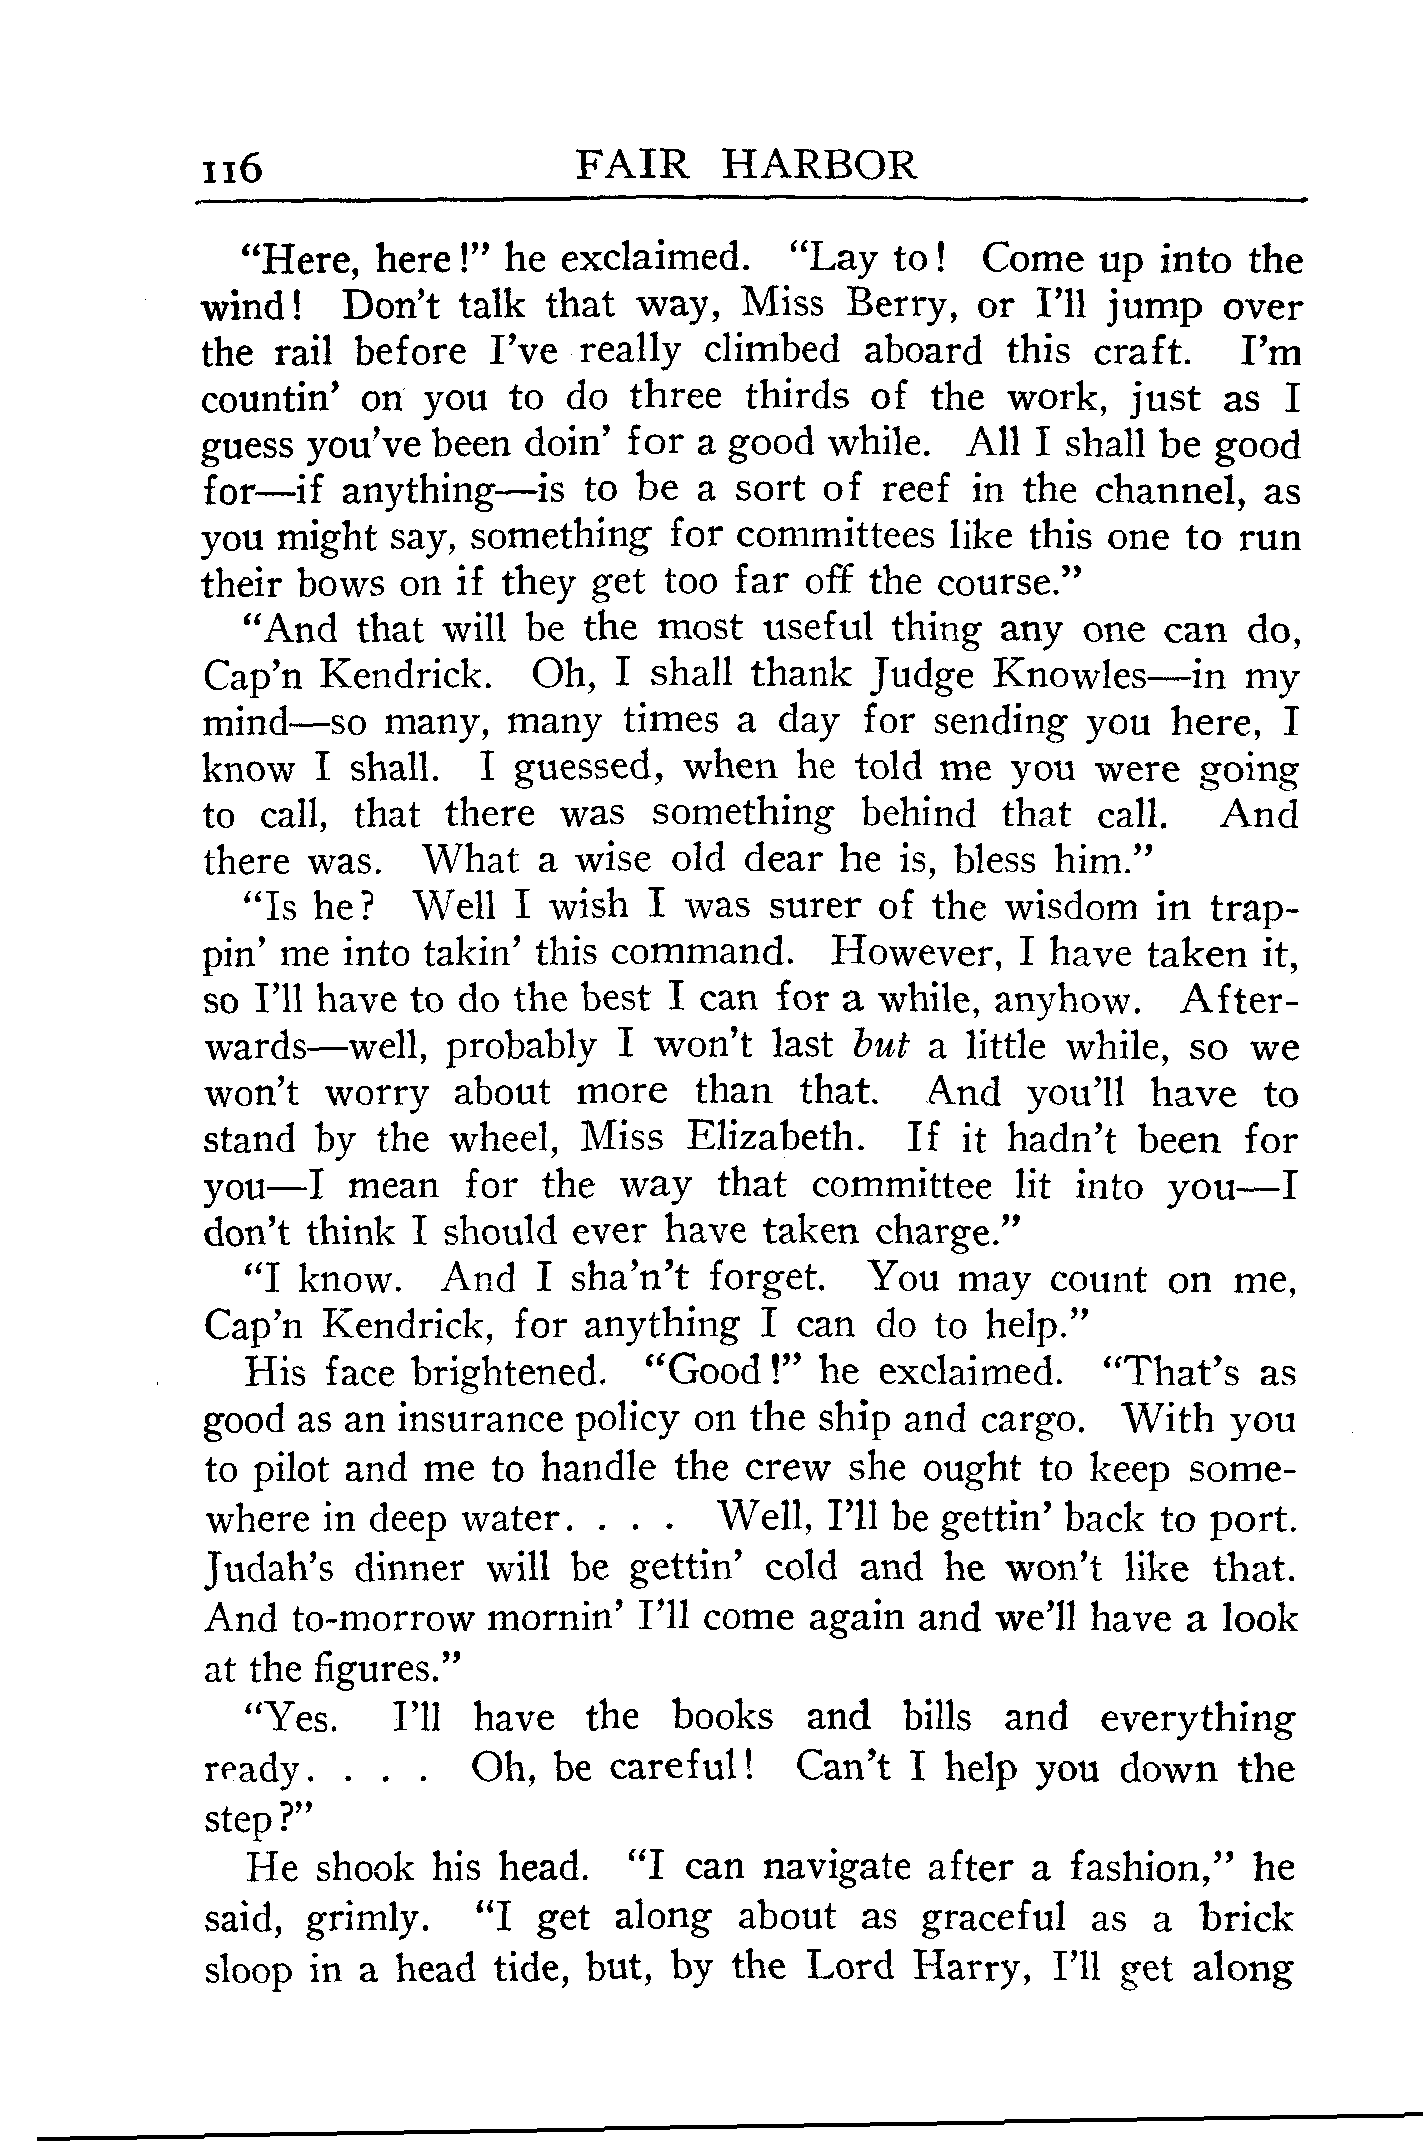 116 FAIR HARBOR
“Here, here!” he exclaimed. “Lay to! Come up into the
wind! Don’t talk that way, Miss Berry, or I’ll jump over
the rail before I’ve really climbed aboard this craft. I’m
countin’ on you to do three thirds of the work, just as I
guess you’ve been doin’ for a good while. All I shall be good
for—if anything—is to be a sort of reef in the channel, as
you might say, something for committees like this one to run
their bows on if they get too far off the course.”
“And that will be the most useful thing any one can do,
Cap’n Kendrick. Oh, I shall thank Judge Knowles—in my
mind—so many, many times a day for sending you here, I
know I shall. I guessed, when he told me you were going
to call, that there was something behind that call. And
there was. What a wise old dear he is, bless him.”
“Is he? Well I wish I was surer of the wisdom in trap-
pin’ me into takin’ this command. However, I have taken it,
so I’ll have to do the best I can for a while, anyhow. After-
wards—well, probably I won’t last but a little while, so we
won’t worry about more than that. And you’ll have to
stand by the wheel, Miss Elizabeth. If it hadn’t been for
you—I mean for the way that committee lit into you—I
don’t think I should ever have taken charge.”
“I know. And I sha’n’t forget. You may count on me,
Cap’n Kendrick, for anything I can do to help.”
His face brightened. “Good!” he exclaimed. “That’s as
good as an insurance policy on the ship and cargo. With you
to pilot and me to handle the crew she ought to keep some-
where in deep water. . . . Well, I’ll be gettin’ back to port.
Judah’s dinner will be gettin’ cold and he won’t like that.
And to-morrow mornin’ I’ll come again and we’ll have a look
at the figures.”
“Yes. I’ll have the books and bills and everything
ready. . . . Oh, be careful! Can’t I help you down the
step?”
He shook his head. “I can navigate after a fashion,” he
said, grimly. “I get along about as graceful as a brick
sloop in a head tide, but, by the Lord Harry, I’ll get along